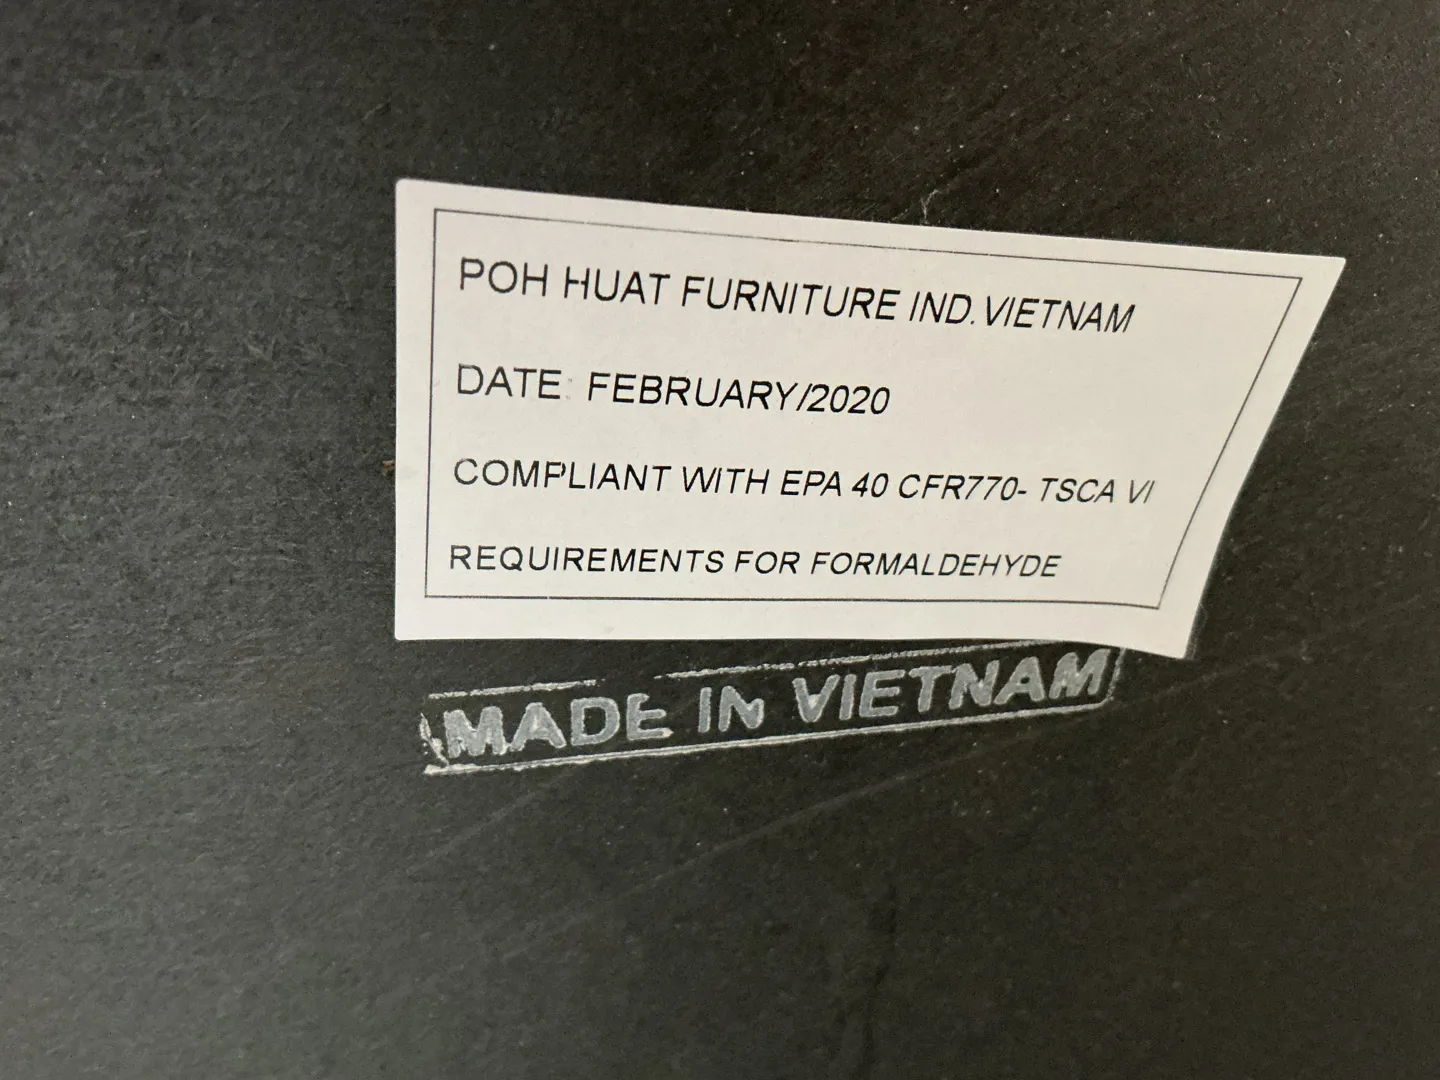 POH HUAT FURNITURE IND. VIETNAM
DATE: FEBRUARY/2020
COMPLIANT WITH EPA 40 CFR770- TSCA VI
REQUIREMENTS FOR FORMALDEHYDE
MADE IN VIETNAM